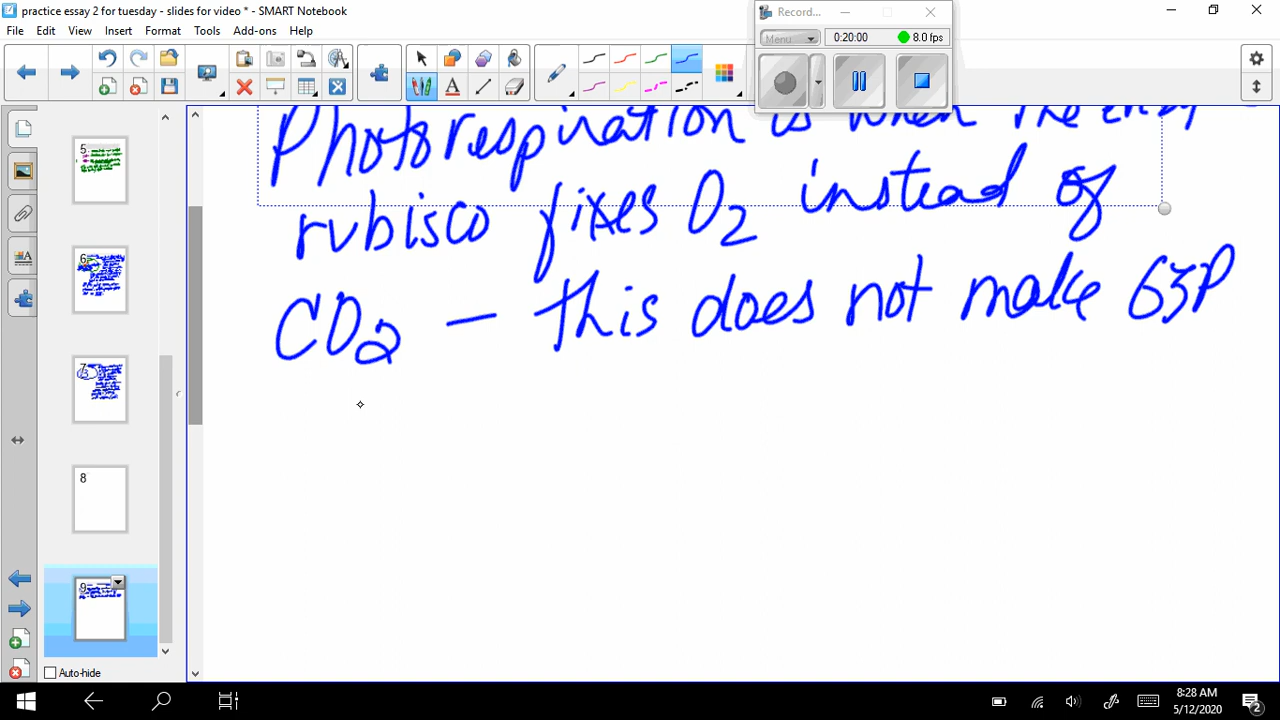 practice essay 2 for tuesday - slides for video * - SMART Notebook
File Edit View Insert Format Tools Add-ons Help
Record...
Menu 0:20:00 8.0 fps
5
6
7
8
9
Photorespiration is when the
rubisco fixes O2 instead of
CO2 — this does not make G3P
Auto-hide
8:28 AM
5/12/2020
2